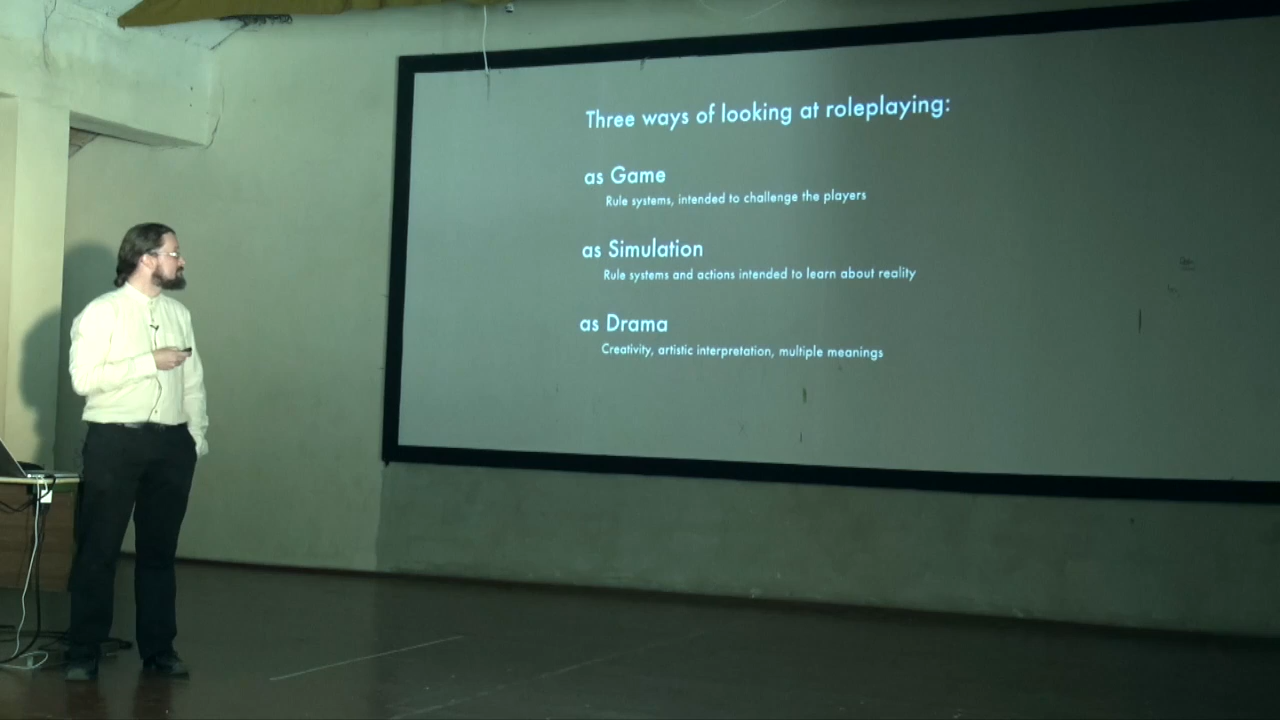 Three ways of looking at roleplaying:
as Game
Rule systems, intended to challenge the players
as Simulation
Rule systems and actions intended to learn about reality
as Drama
Creativity, artistic interpretation, multiple meanings